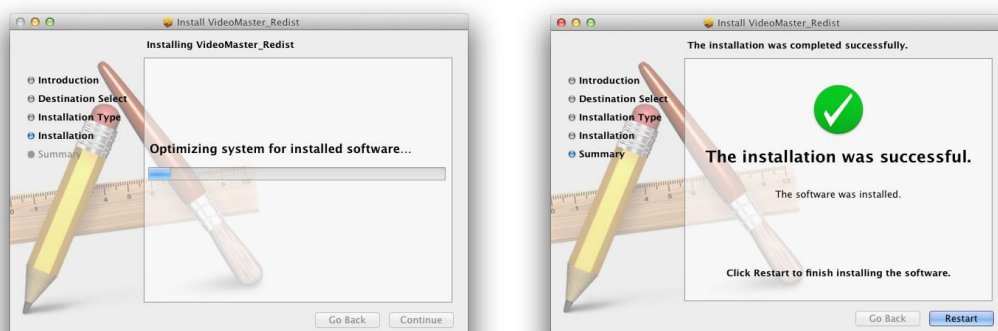 Install VideoMaster_Redist
Installing VideoMaster_Redist
Introduction
Destination Select
Installation Type
Installation
Summary
Optimizing system for installed software...
Go Back
Continue
Install VideoMaster_Redist
The installation was completed successfully.
Introduction
Destination Select
Installation Type
Installation
Summary
The installation was successful.
The software was installed.
Click Restart to finish installing the software.
Go Back
Restart